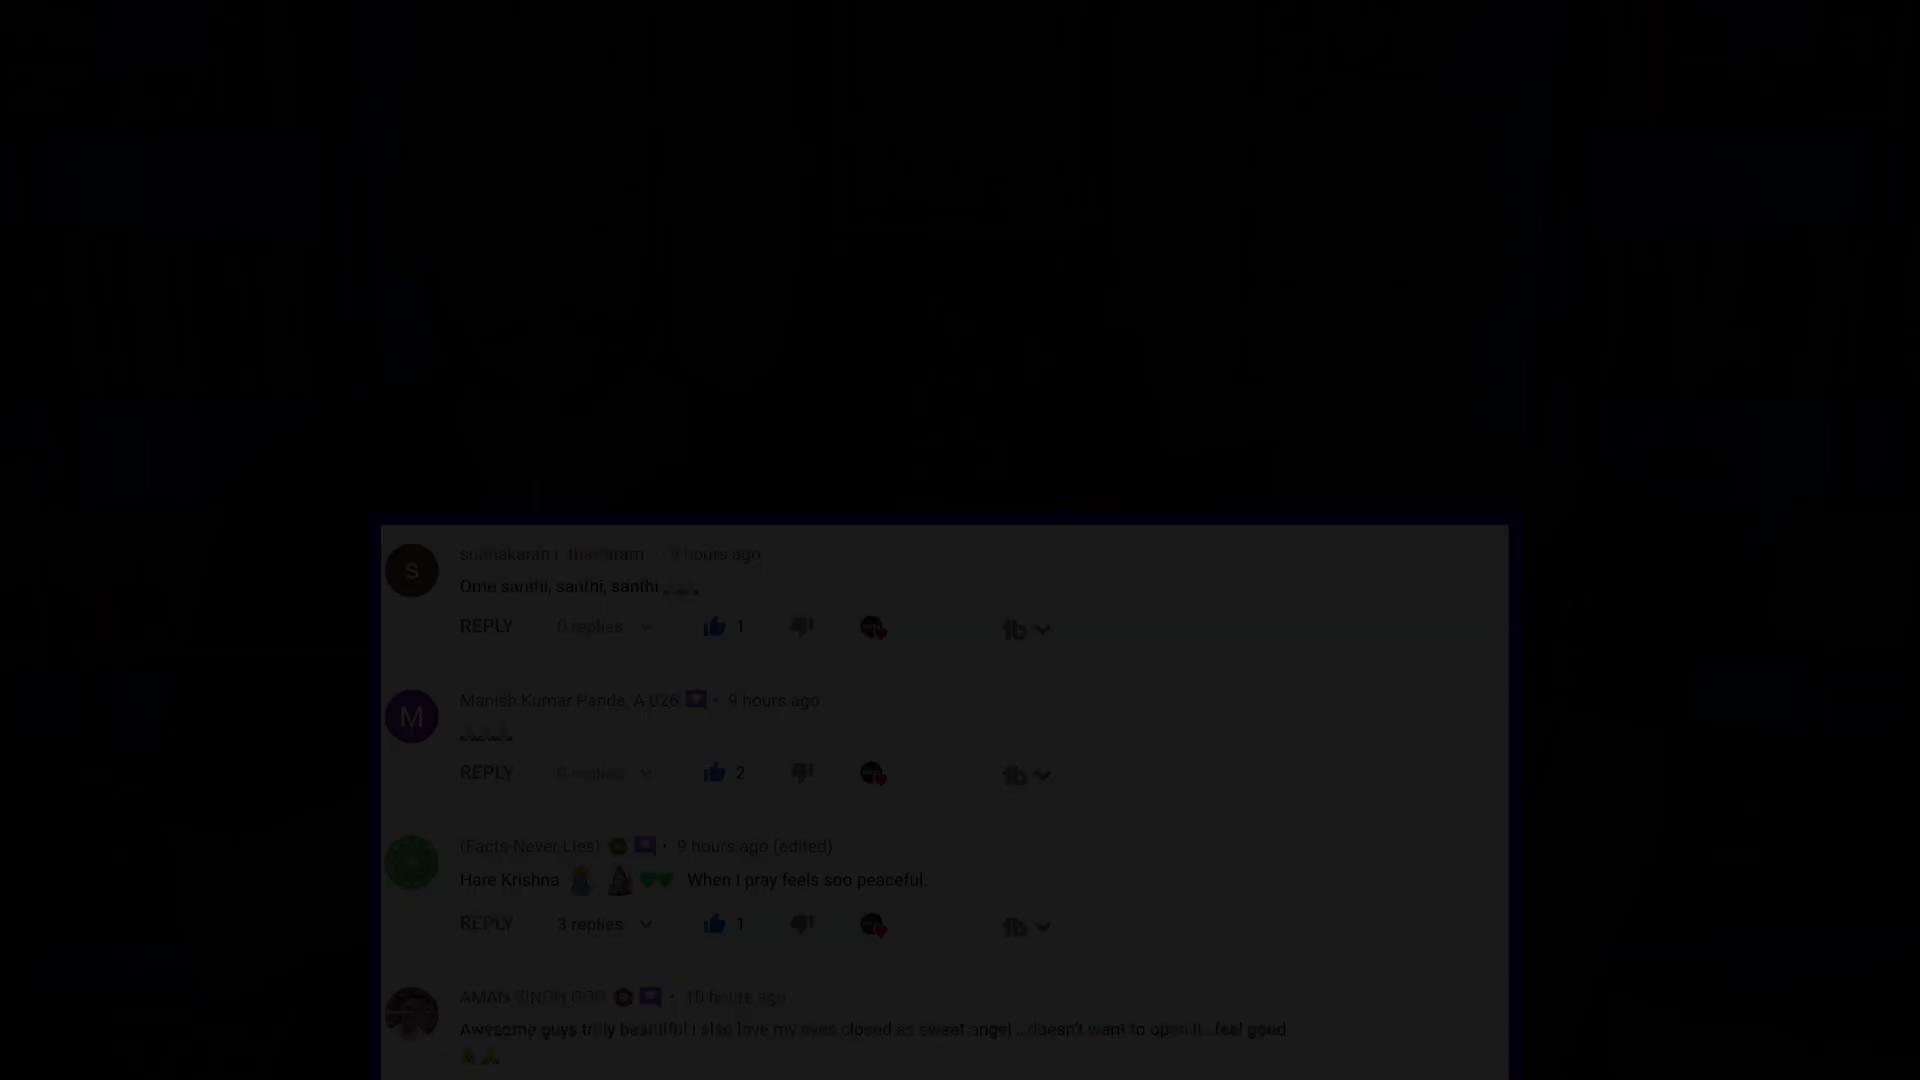 S
9 hours ago
Ome santhi, santhi, santhi
REPLY 0 replies 1
M
Manish Kumar Pande, A 026 • 9 hours ago
REPLY 0 replies 2
(Facts-Never-Lies) • 9 hours ago (edited)
Hare Krishna When I pray feels soo peaceful.
REPLY 3 replies 1
AMAN SINGH • 10 hours ago
Awesome guys truly beautiful I also love my eyes closed as sweet angel ...doesn't want to open it...feel good